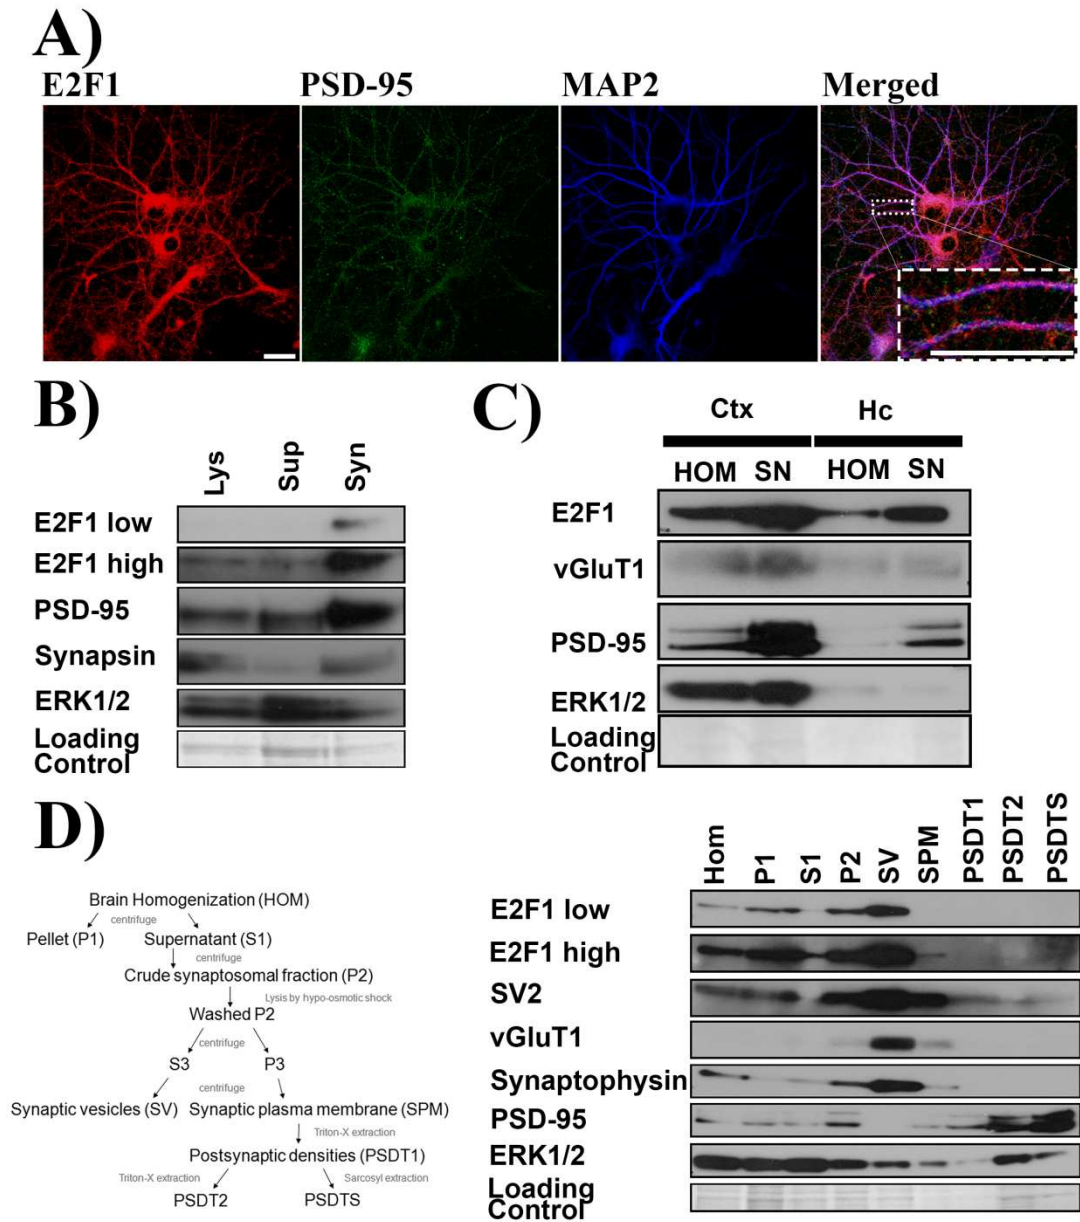 A)
E2F1 PSD-95 MAP2 Merged
B)
Lys Sup Syn
E2F1 low
E2F1 high
PSD-95
Synapsin
ERK1/2
Loading
Control
C)
Ctx Hc
HOM SN HOM SN
E2F1
vGluT1
PSD-95
ERK1/2
Loading
Control
D)
Brain Homogenization (HOM)
centrifuge
Pellet (P1) Supernatant (S1)
centrifuge
Crude synaptosomal fraction (P2)
Lysis by hypo-osmotic shock
Washed P2
centrifuge
S3 P3
centrifuge
Synaptic vesicles (SV) Synaptic plasma membrane (SPM)
Triton-X extraction
Postsynaptic densities (PSDT1)
Triton-X extraction Sarcosyl extraction
PSDT2 PSDTS
Hom P1 S1 P2 SV SPM PSDT1 PSDT2 PSDTS
E2F1 low
E2F1 high
SV2
vGluT1
Synaptophysin
PSD-95
ERK1/2
Loading
Control